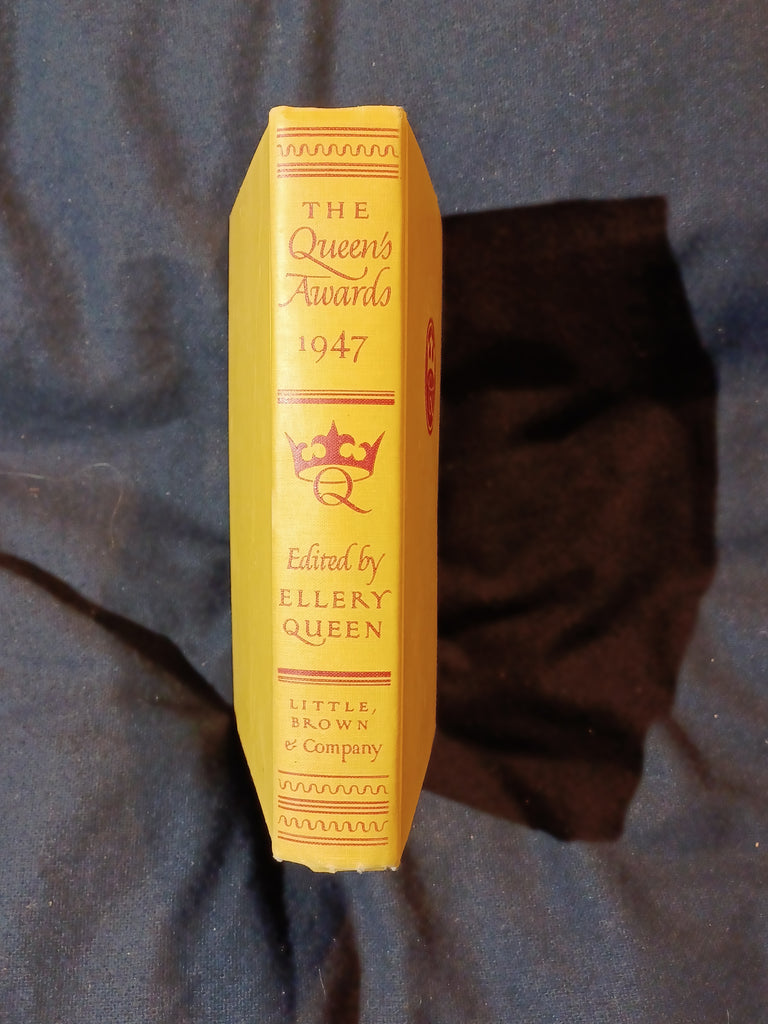 THE
Queen's
Awards
1947
Q
Edited by
ELLERY
QUEEN
LITTLE,
BROWN
& Company